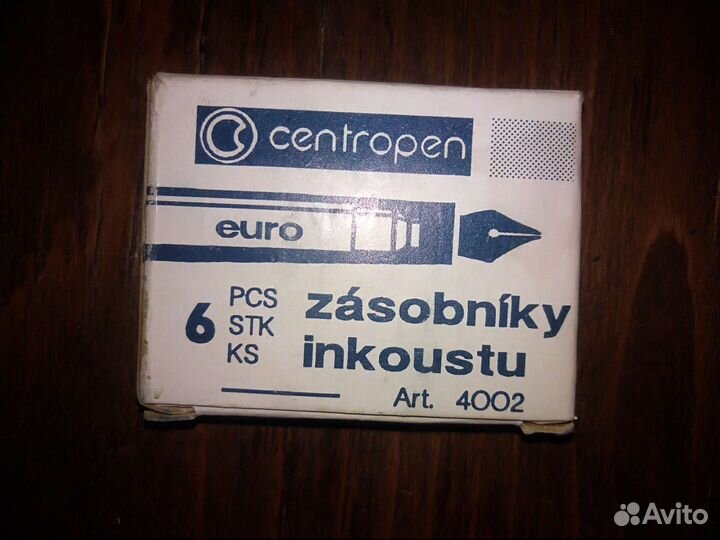 centropen
euro
6 PCS STK KS
zásobníky
inkoustu
Art. 4002
Avito